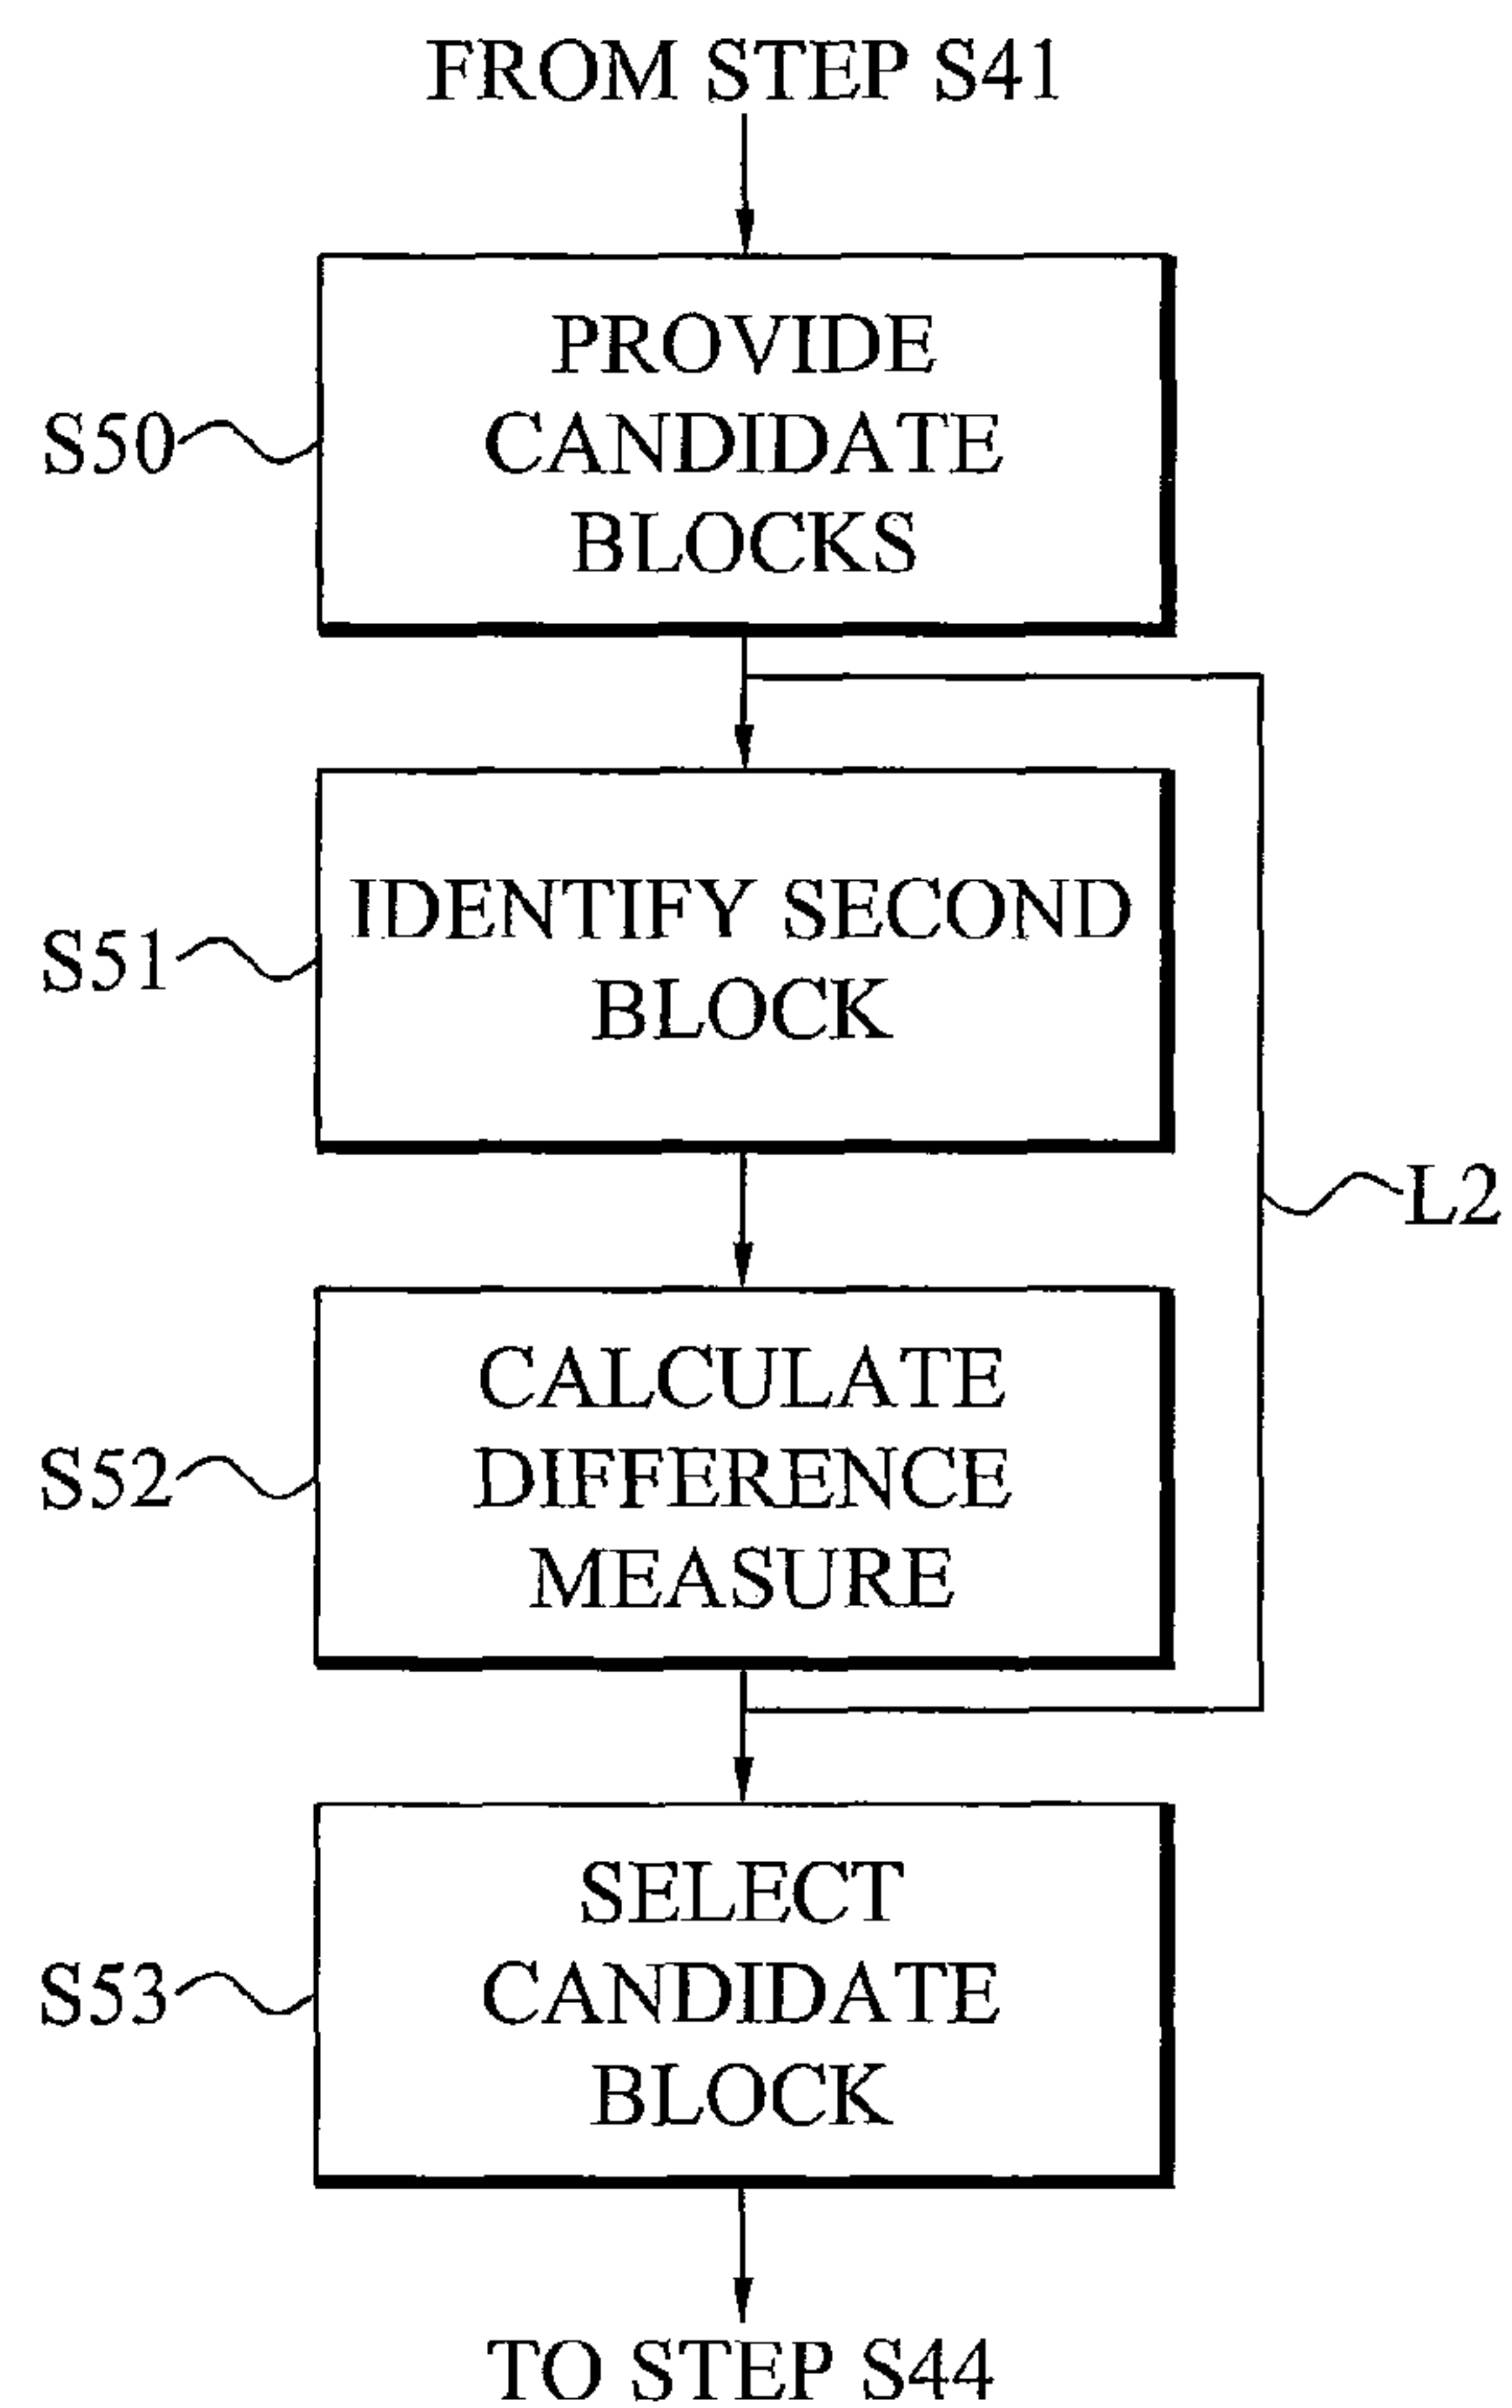 FROM STEP S41
PROVIDE
CANDIDATE
BLOCKS
S50
IDENTIFY SECOND
BLOCK
S51
L2
CALCULATE
DIFFERENCE
MEASURE
S52
SELECT
CANDIDATE
BLOCK
S53
TO STEP S44